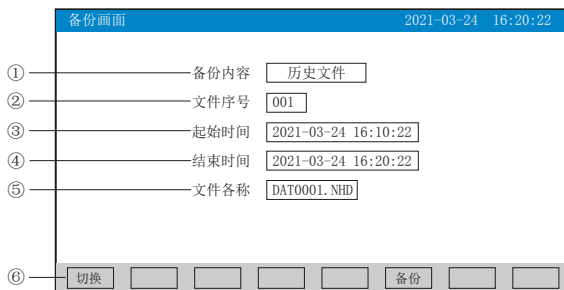 备份画面 2021-03-24 16:20:22
① 备份内容 历史文件
② 文件序号 001
③ 起始时间 2021-03-24 16:10:22
④ 结束时间 2021-03-24 16:20:22
⑤ 文件各称 DAT0001.NHD
⑥ 切换 备份